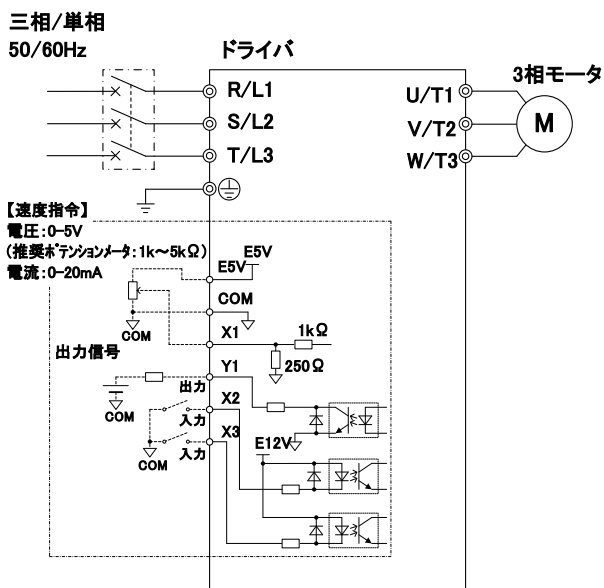 三相/単相
50/60Hz
ドライバ
3相モータ
R/L1
S/L2
T/L3
U/T1
V/T2
W/T3
M
【速度指令】
電圧:0-5V
(推奨ポテンションメータ:1k～5kΩ)
電流:0-20mA
E5V
E5V
COM
COM
X1
1kΩ
250Ω
出力信号
Y1
出力
COM
X2
入力
X3
入力
COM
E12V